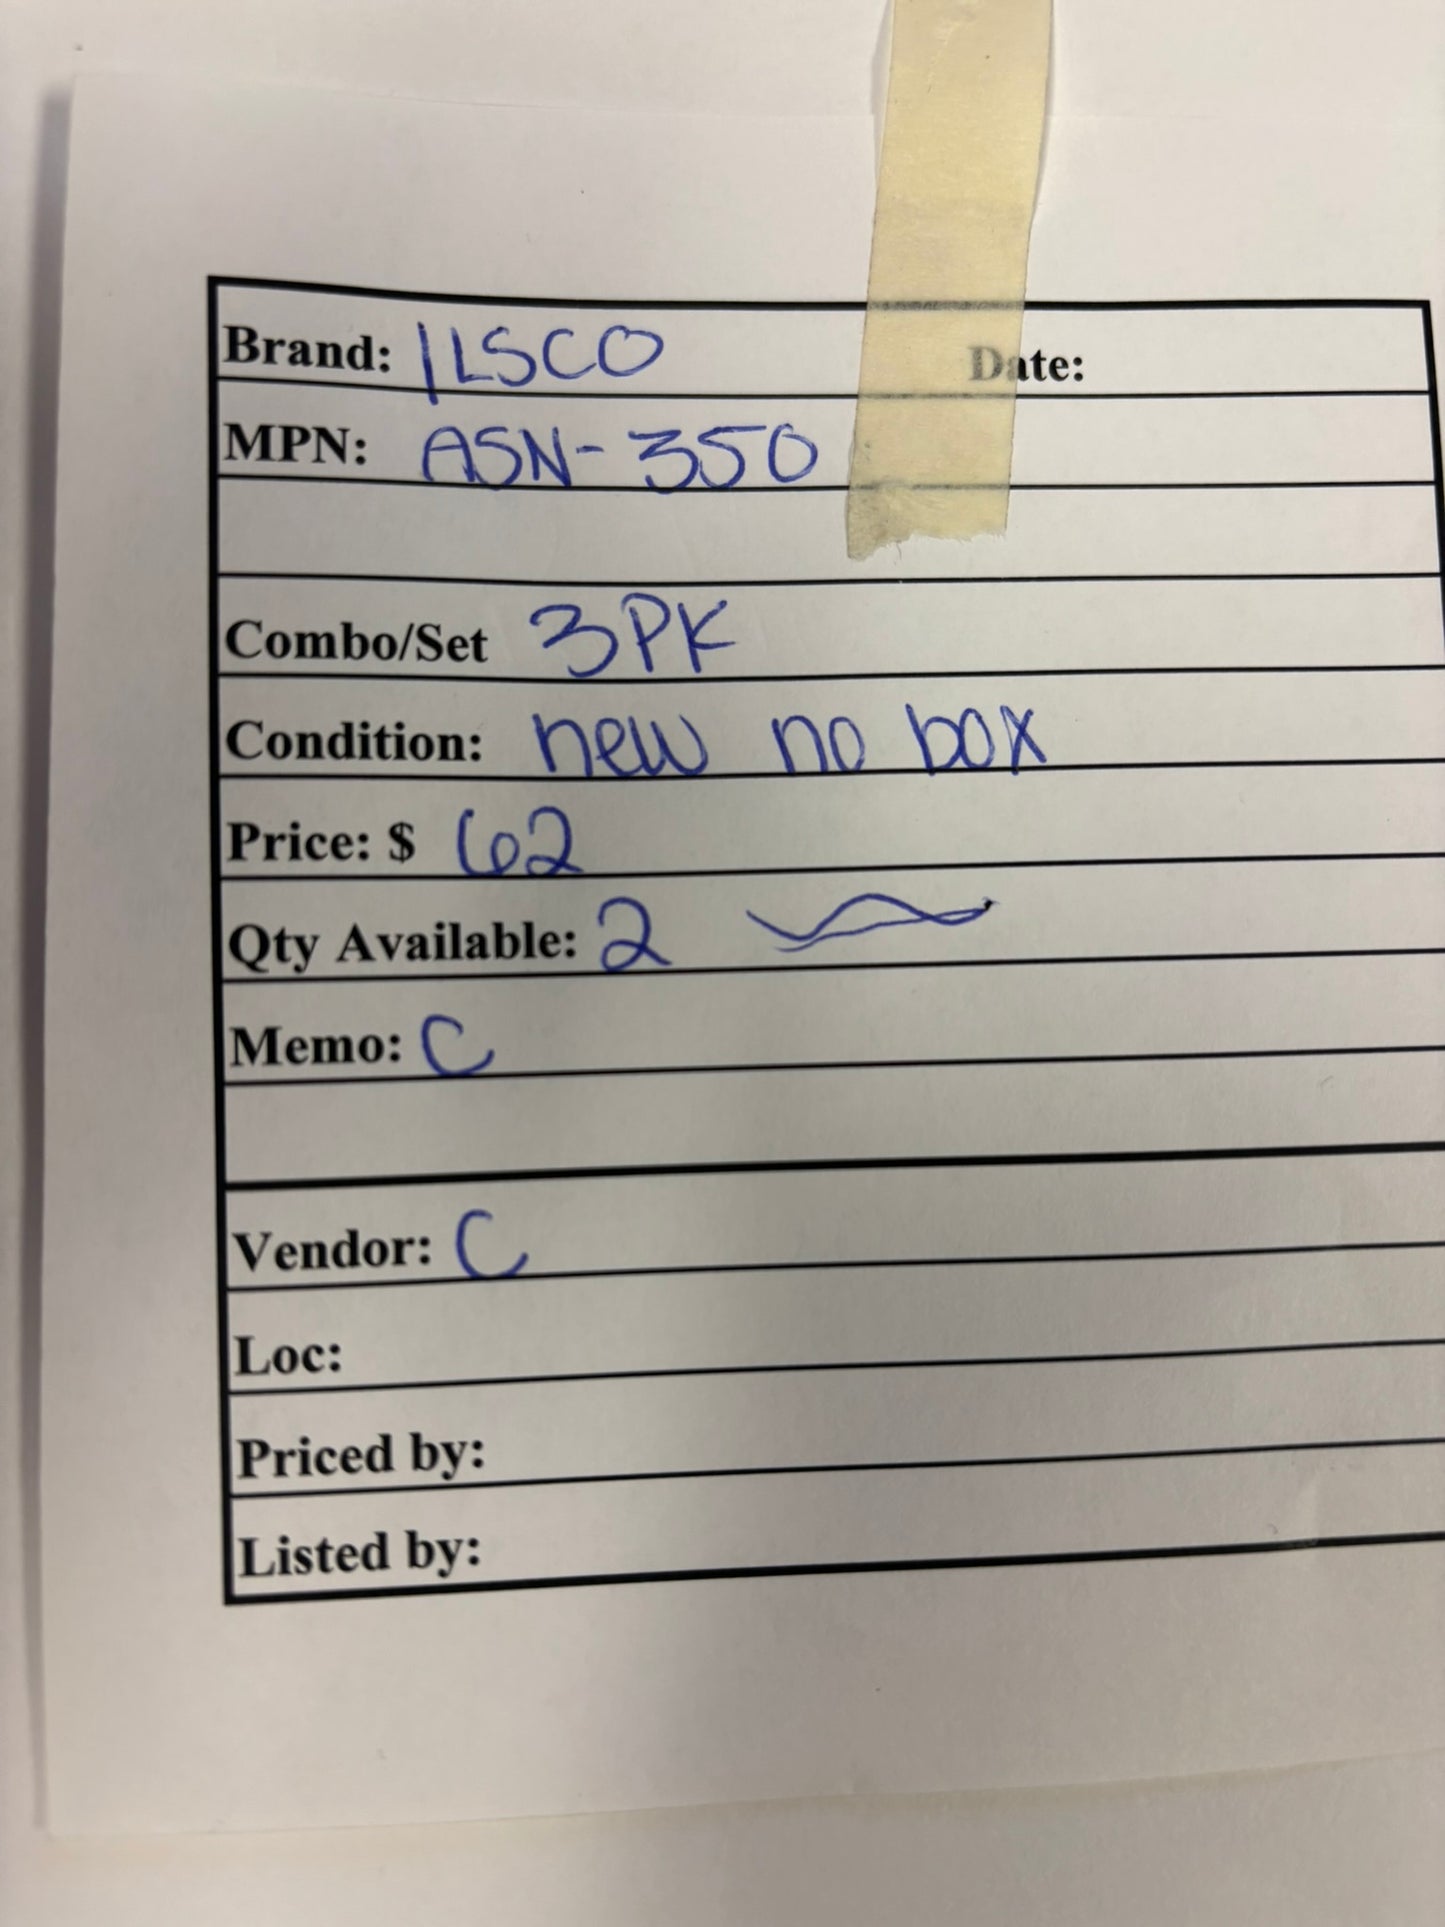 Brand: ILSCO Date:
MPN: ASN-350
Combo/Set 3PK
Condition: new no box
Price: $ 62
Qty Available: 2
Memo: C
Vendor: C
Loc:
Priced by:
Listed by: